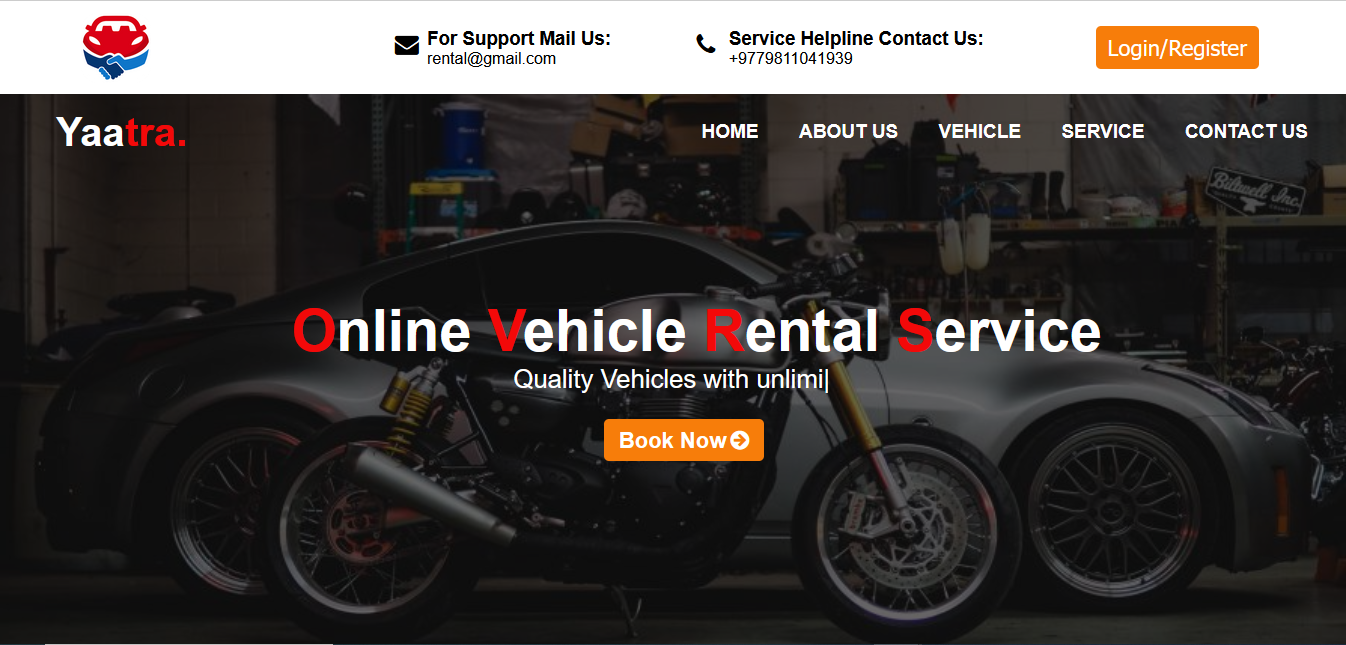 For Support Mail Us:
rental@gmail.com
Service Helpline Contact Us:
+9779811041939
Login/Register
Yaatra.
HOME
ABOUT US
VEHICLE
SERVICE
CONTACT US
Biltwell Inc.
Online Vehicle Rental Service
Quality Vehicles with unlimi|
Book Now